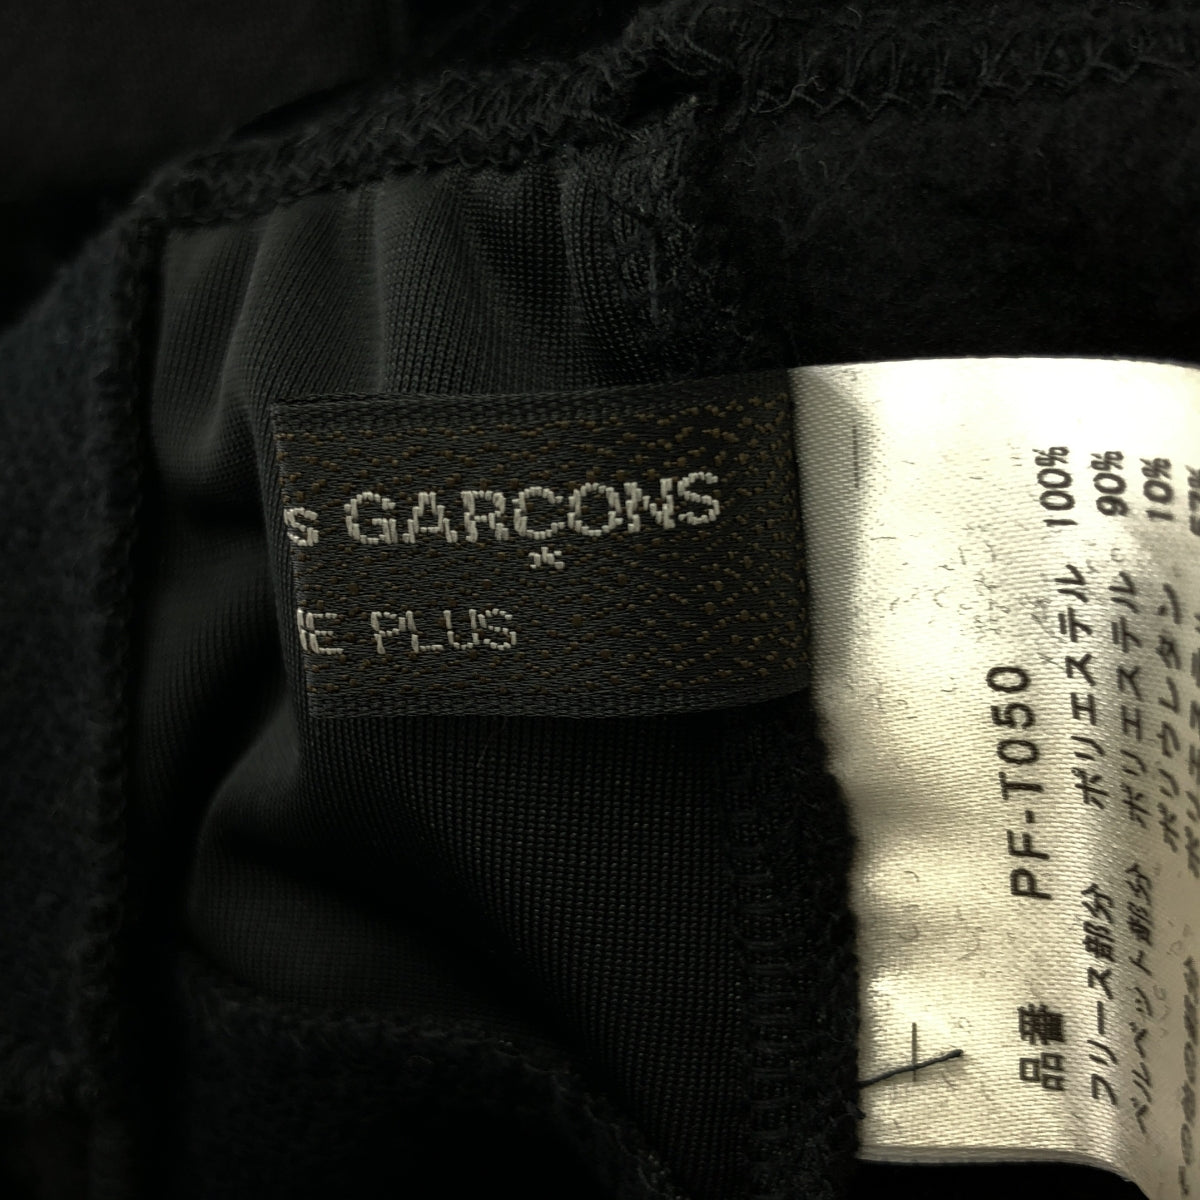 S GARCONS
*
E PLUS
品番 PF-T050
フリース部分 ポリエステル 100%
ベルベット部分 ポリエステル 90%
ポリウレタン 10%